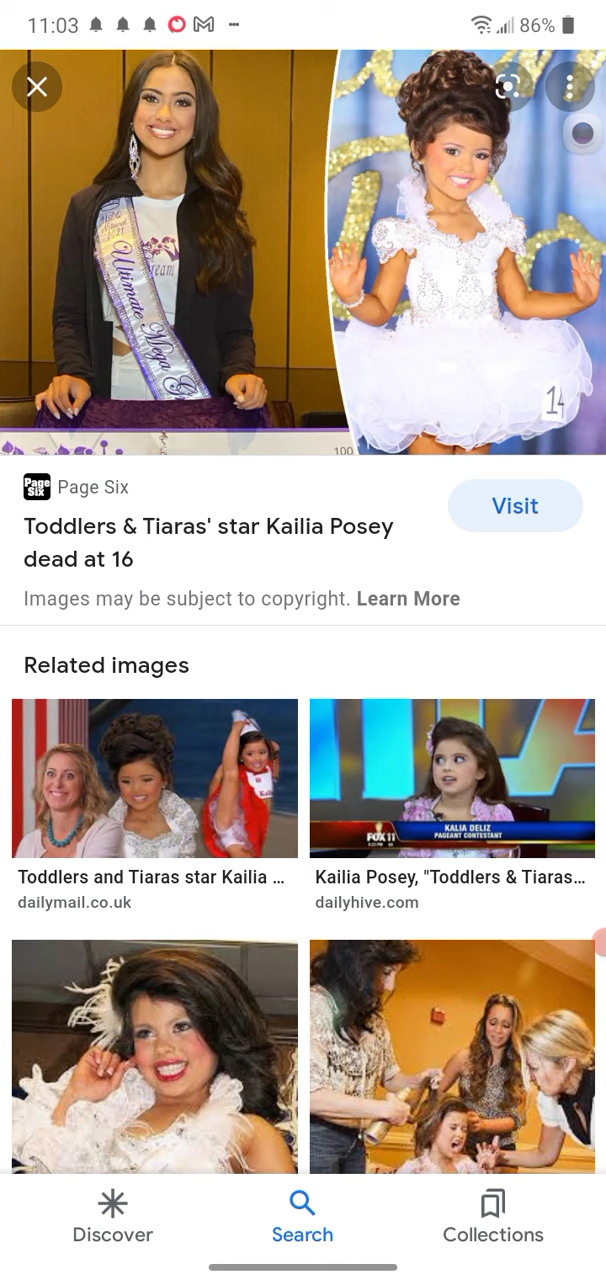 11:03
86%
2021
Ultimate Mega G
ream
14
100
Page Six
Page Six
Visit
Toddlers & Tiaras' star Kailia Posey
dead at 16
Images may be subject to copyright. Learn More
Related images
FOX 11
KALIA DELIZ
PAGEANT CONTESTANT
Toddlers and Tiaras star Kailia ...
dailymail.co.uk
Kailia Posey, "Toddlers & Tiaras...
dailyhive.com
Discover
Search
Collections